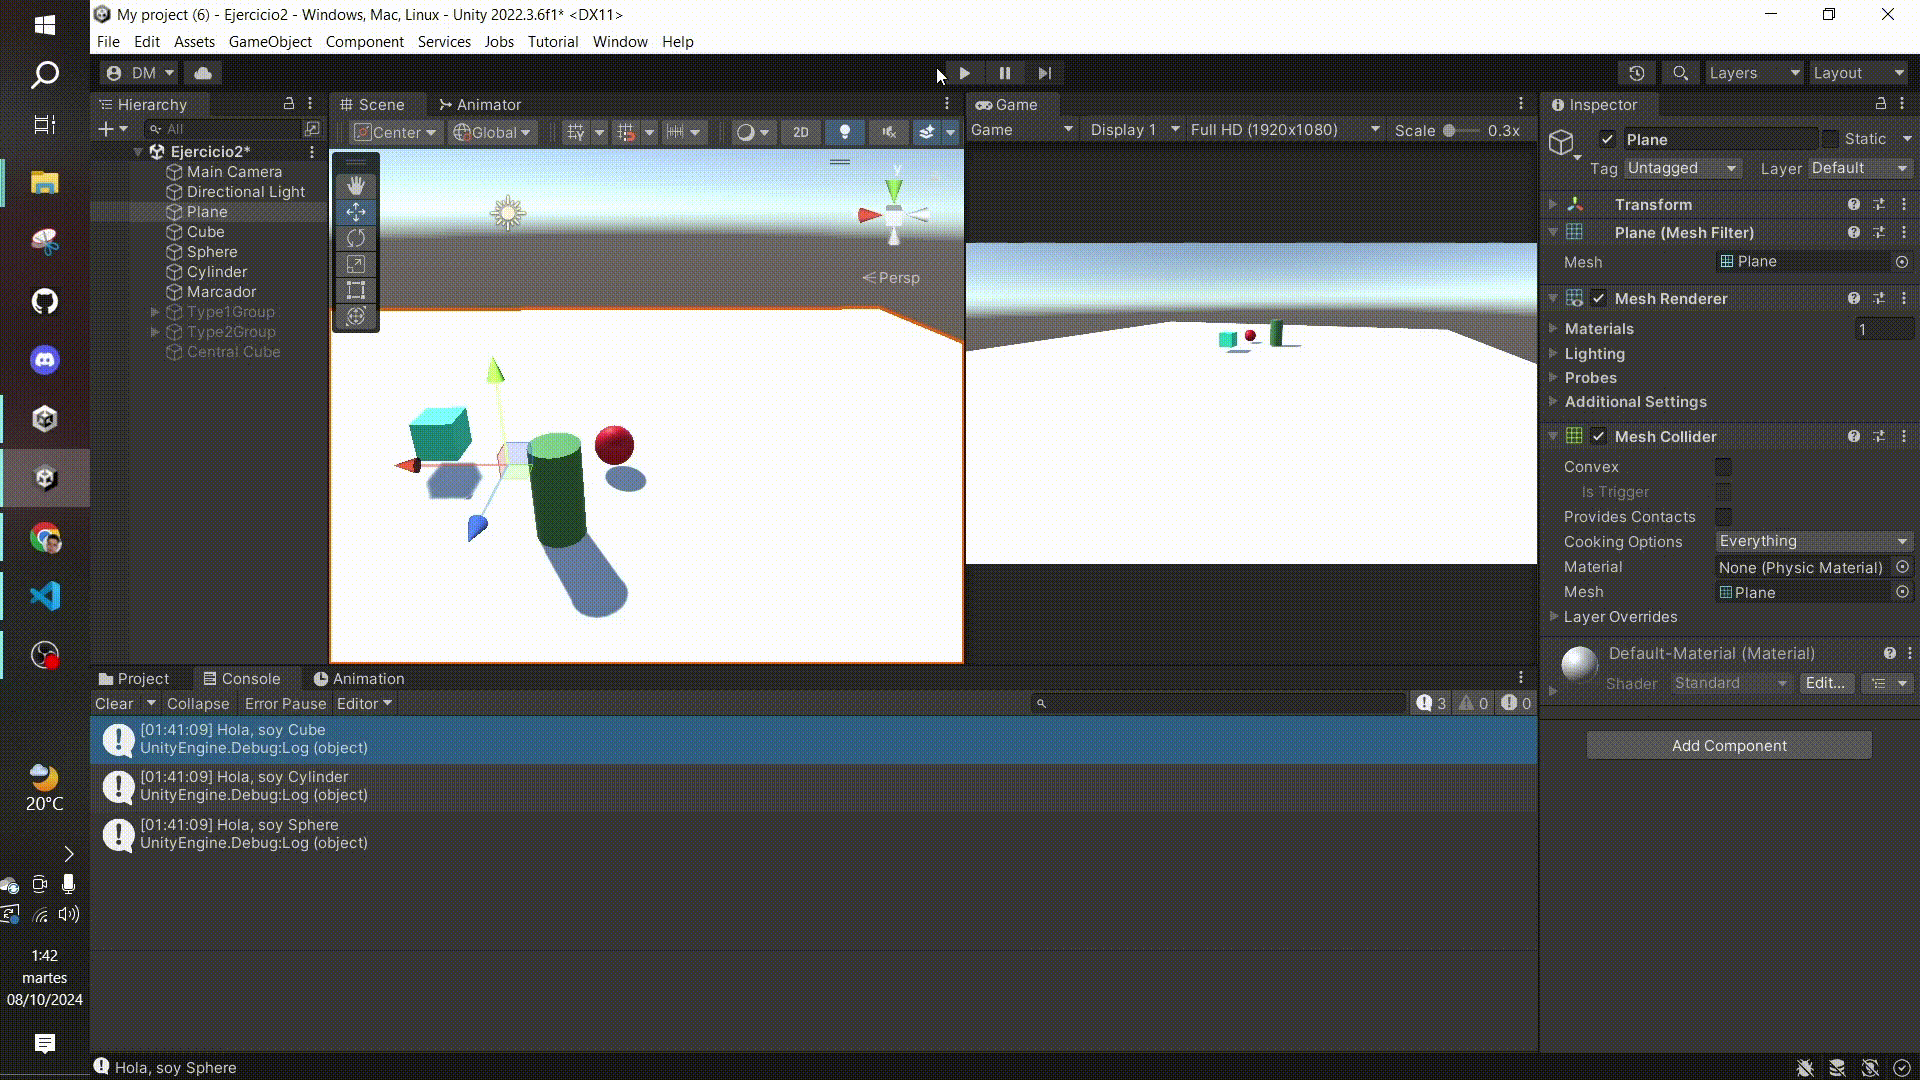 My project (6) - Ejercicio2 - Windows, Mac, Linux - Unity 2022.3.6f1* <DX11>
File Edit Assets GameObject Component Services Jobs Tutorial Window Help
DM
Layers
Layout
Hierarchy
All
Ejercicio2*
Main Camera
Directional Light
Plane
Cube
Sphere
Cylinder
Marcador
Type1Group
Type2Group
Central Cube
Scene
Animator
Center
Global
2D
y
Persp
Game
Game
Display 1
Full HD (1920x1080)
Scale 0.3x
Inspector
Plane
Static
Tag Untagged
Layer Default
Transform
Plane (Mesh Filter)
Mesh Plane
Mesh Renderer
Materials 1
Lighting
Probes
Additional Settings
Mesh Collider
Convex
Is Trigger
Provides Contacts
Cooking Options Everything
Material None (Physic Material)
Mesh Plane
Layer Overrides
Default-Material (Material)
Shader Standard Edit...
Add Component
Project
Console
Animation
Clear Collapse Error Pause Editor
3 0 0
[01:41:09] Hola, soy Cube
UnityEngine.Debug:Log (object)
[01:41:09] Hola, soy Cylinder
UnityEngine.Debug:Log (object)
[01:41:09] Hola, soy Sphere
UnityEngine.Debug:Log (object)
Hola, soy Sphere
20°C
1:42
martes
08/10/2024